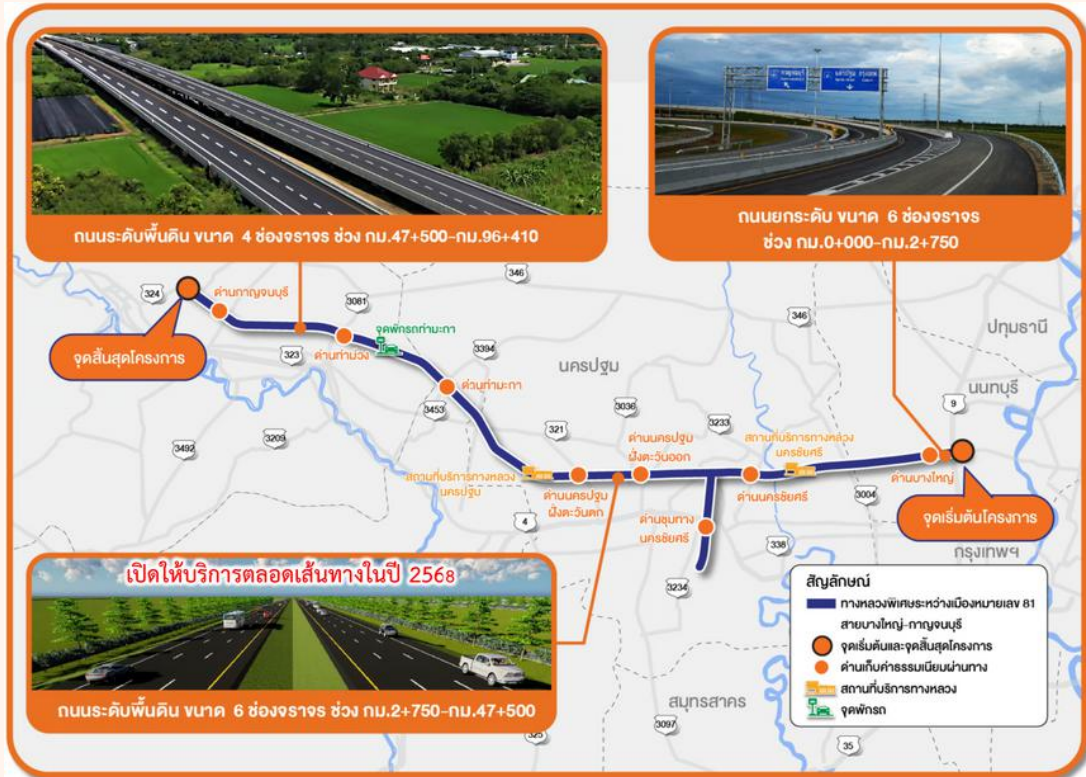 ถนนระดับพื้นดิน ขนาด 4 ช่องจราจร ช่วง กม.47+500-กม.96+410
ถนนยกระดับ ขนาด 6 ช่องจราจร
ช่วง กม.0+000-กม.2+750
346
324
ด่านกาญจนบุรี
3081
346
ปทุมธานี
จุดพักรถท่ามะกา
จุดสิ้นสุดโครงการ
323
ด่านท่าม่วง
3394
นครปฐม
นนทบุรี
ด่วนท่ามะกา
9
3453
3036
3233
321
3492
3209
ด่านนครปฐม
ฝั่งตะวันออก
สถานที่บริการทางหลวง
นครชัยศรี
สถานที่บริการทางหลวง
นครปฐม
ด่านนครปฐม
ฝั่งตะวันตก
ด่านนครชัยศรี
3004
ด่านบางใหญ่
จุดเริ่มต้นโครงการ
4
ด่านชุมทาง
นครชัยศรี
338
กรุงเทพฯ
3234
เปิดให้บริการตลอดเส้นทางในปี 2568
ถนนระดับพื้นดิน ขนาด 6 ช่องจราจร ช่วง กม.2+750-กม.47+500
สมุทรสาคร
3097
325
35
สัญลักษณ์
ทางหลวงพิเศษระหว่างเมืองหมายเลข 81
สายบางใหญ่-กาญจนบุรี
จุดเริ่มต้นและจุดสิ้นสุดโครงการ
ด่านเก็บค่าธรรมเนียมผ่านทาง
สถานที่บริการทางหลวง
จุดพักรถ